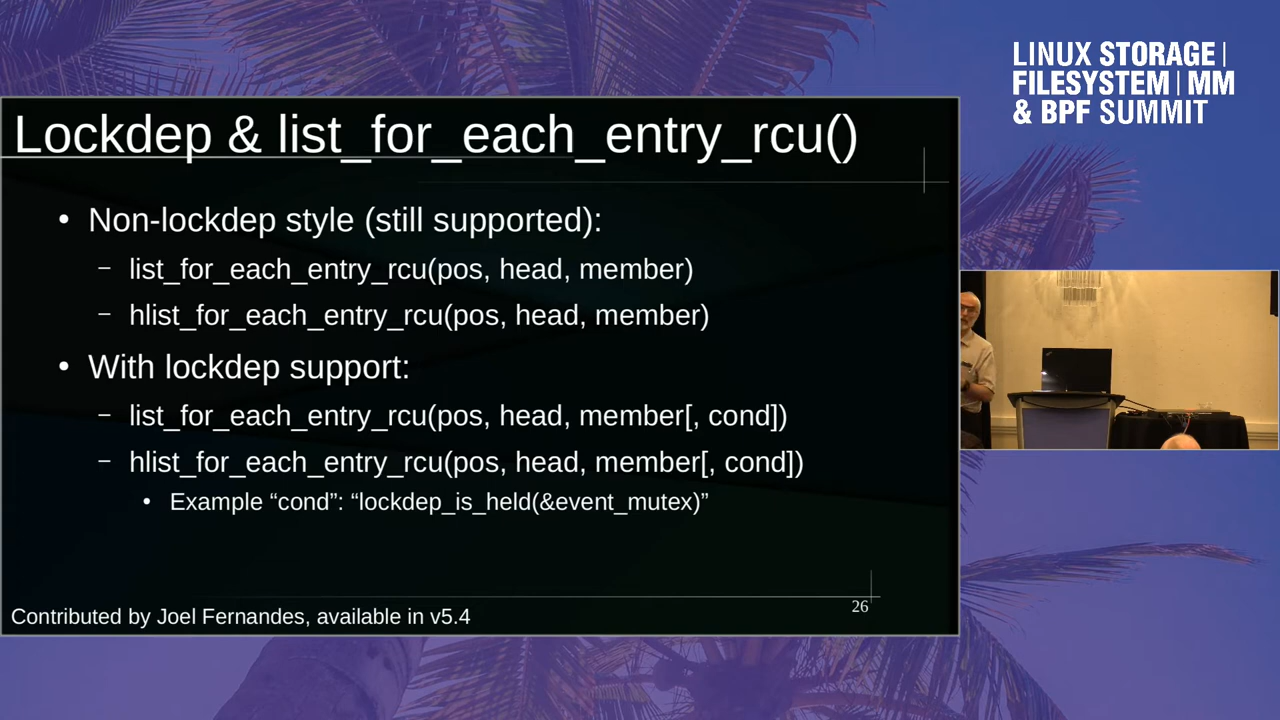 LINUX STORAGE |
FILESYSTEM | MM
& BPF SUMMIT
Lockdep & list_for_each_entry_rcu()
• Non-lockdep style (still supported):
– list_for_each_entry_rcu(pos, head, member)
– hlist_for_each_entry_rcu(pos, head, member)
• With lockdep support:
– list_for_each_entry_rcu(pos, head, member[, cond])
– hlist_for_each_entry_rcu(pos, head, member[, cond])
• Example “cond”: “lockdep_is_held(&event_mutex)”
26
Contributed by Joel Fernandes, available in v5.4